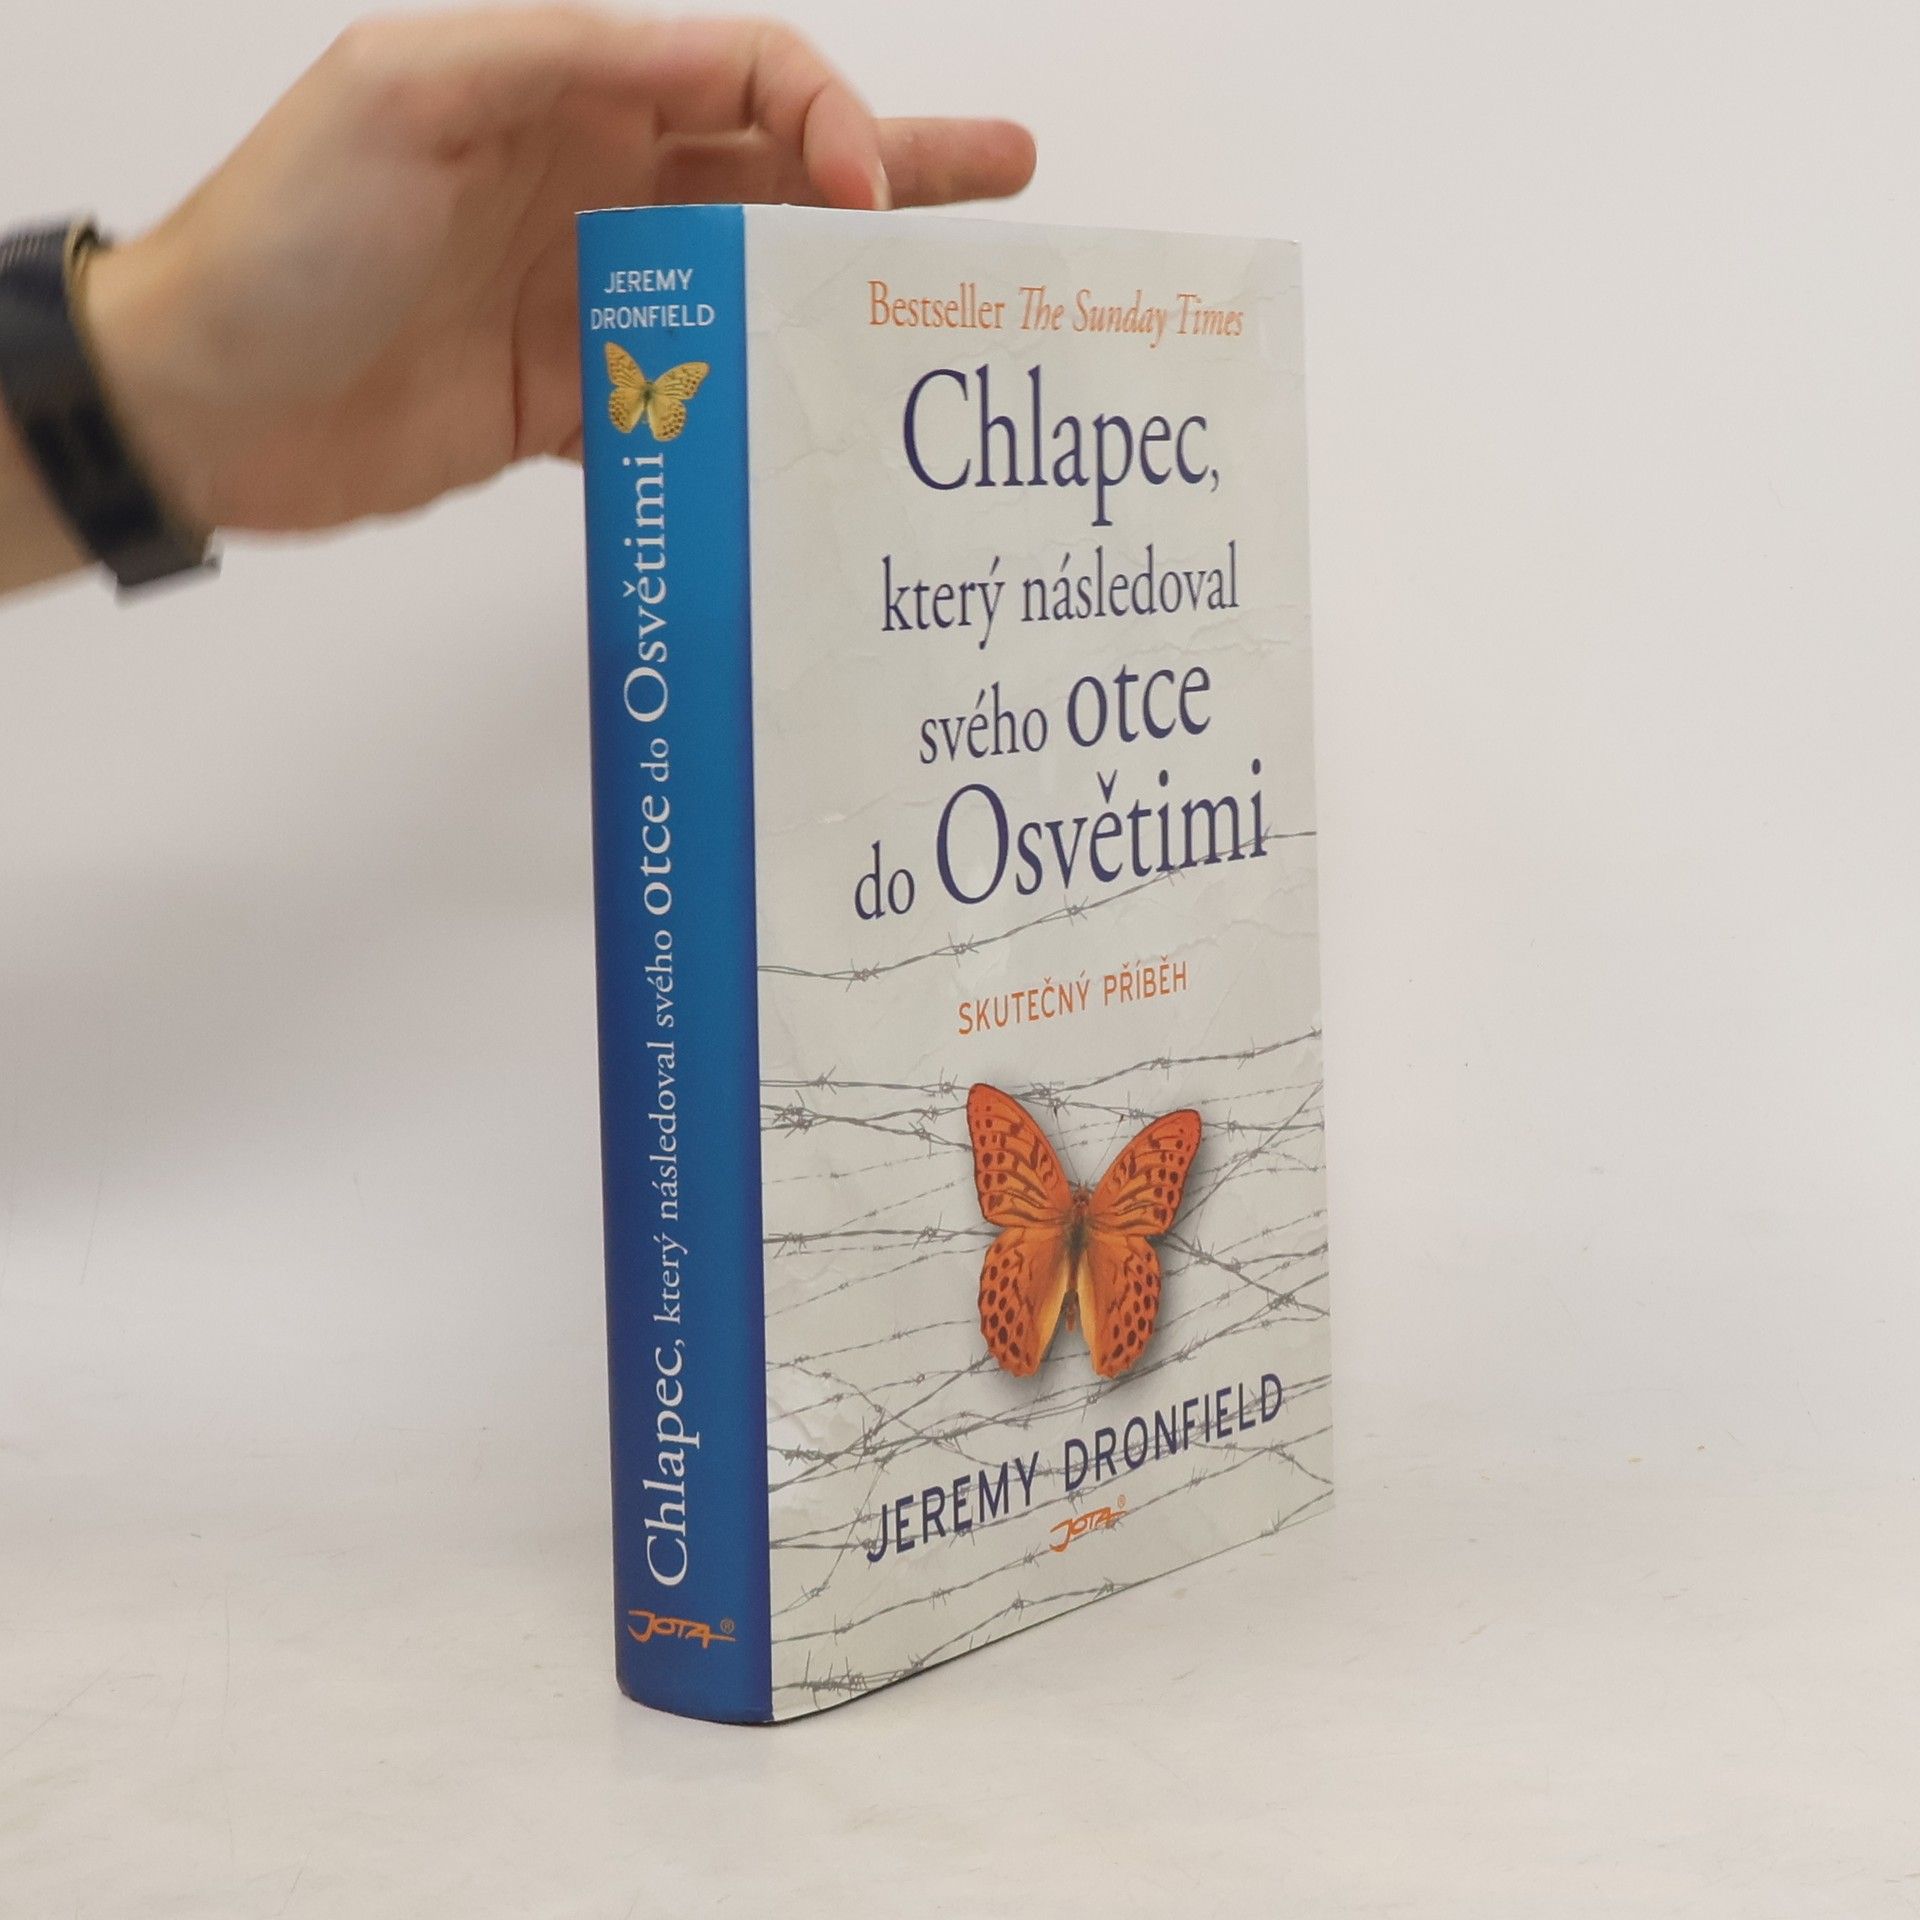 JEREMY
DRONFIELD
Chlapec, který následoval svého otce do Osvětimi
JOTA®
Bestseller The Sunday Times
Chlapec,
který následoval
svého otce
do Osvětimi
SKUTEČNÝ PŘÍBĚH
JEREMY DRONFIELD
JOTA®